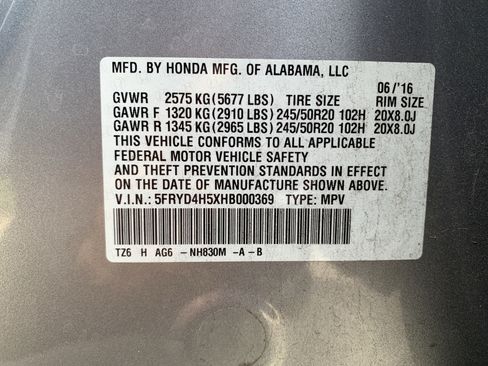 MFD. BY HONDA MFG. OF ALABAMA, LLC
06/'16
GVWR 2575 KG (5677 LBS) TIRE SIZE RIM SIZE
GAWR F 1320 KG (2910 LBS) 245/50R20 102H 20X8.0J
GAWR R 1345 KG (2965 LBS) 245/50R20 102H 20X8.0J
THIS VEHICLE CONFORMS TO ALL APPLICABLE
FEDERAL MOTOR VEHICLE SAFETY
AND THEFT PREVENTION STANDARDS IN EFFECT ON
THE DATE OF MANUFACTURE SHOWN ABOVE.
V.I.N.: 5FRYD4H5XHB000369 TYPE: MPV
TZ6 H AG6 -NH830M -A-B